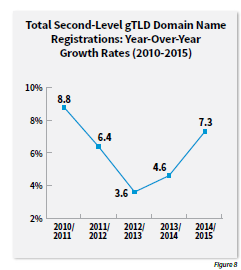 Total Second-Level gTLD Domain Name
Registrations: Year-Over-Year
Growth Rates (2010-2015)
10%
8.8
8%
7.3
6.4
6%
4.6
4%
3.6
2%
2010/ 2011/ 2012/ 2013/ 2014/
2011 2012 2013 2014 2015
Figure 8